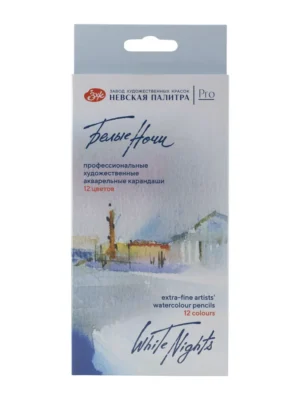 ЗАВОД ХУДОЖЕСТВЕННЫХ КРАСОК
НЕВСКАЯ ПАЛИТРА
Pro
Белые Ночи
профессиональные
художественные
акварельные карандаши
12 цветов
extra-fine artists'
watercolour pencils
12 colours
White Nights